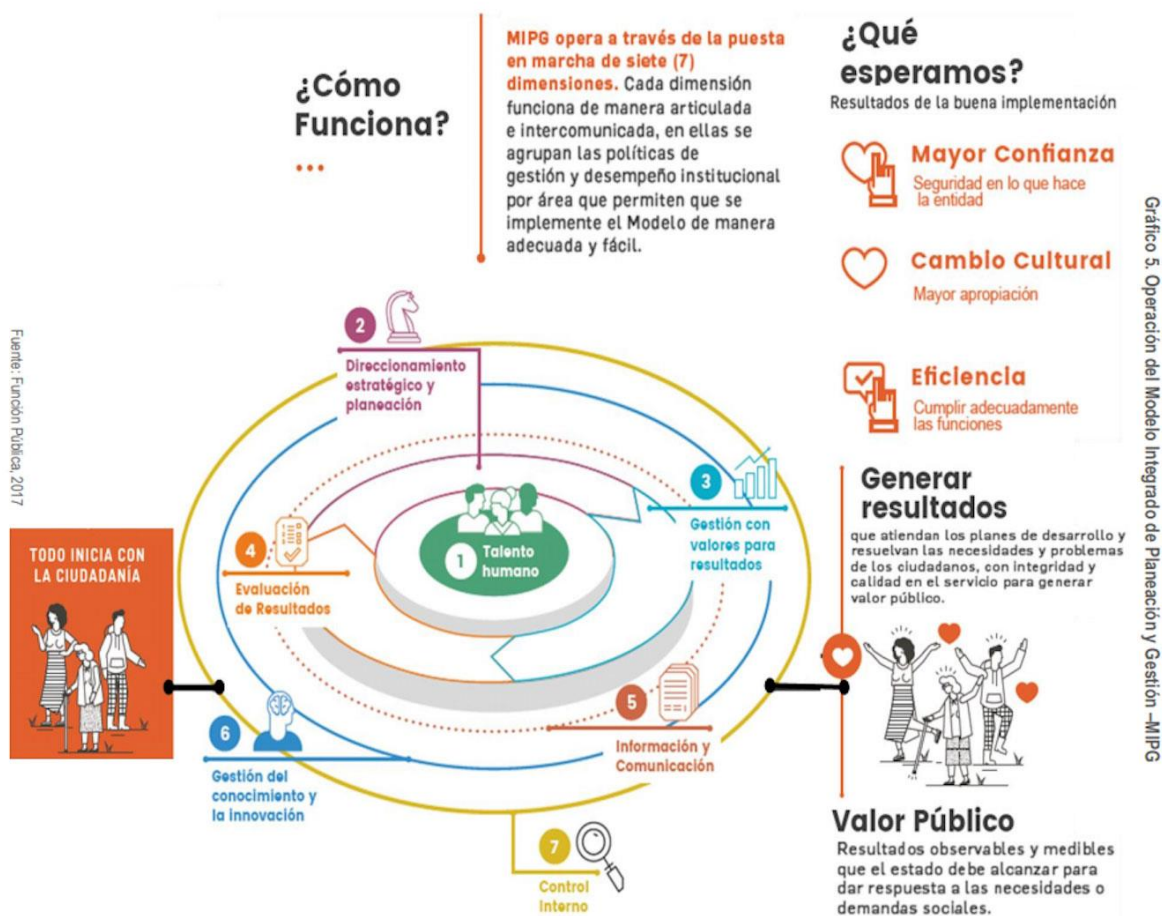 ¿Cómo
Funciona?
...
MIPG opera a través de la puesta
en marcha de siete (7)
dimensiones. Cada dimensión
funciona de manera articulada
e intercomunicada, en ellas se
agrupan las políticas de
gestión y desempeño institucional
por área que permiten que se
implemente el Modelo de manera
adecuada y fácil.
¿Qué
esperamos?
Resultados de la buena implementación
Mayor Confianza
Seguridad en lo que hace
la entidad
Cambio Cultural
Mayor apropiación
Eficiencia
Cumplir adecuadamente
las funciones
Generar
resultados
que atiendan los planes de desarrollo y
resuelvan las necesidades y problemas
de los ciudadanos, con integridad y
calidad en el servicio para generar
valor público.
Valor Público
Resultados observables y medibles
que el estado debe alcanzar para
dar respuesta a las necesidades o
demandas sociales.
2
Direccionamiento
estratégico y
planeación
3
Gestión con
valores para
resultados
1
Talento
humano
4
Evaluación
de Resultados
5
Información y
Comunicación
6
Gestión del
conocimiento y
la innovación
7
Control
Interno
TODO INICIA CON
LA CIUDADANÍA
Fuente: Función Pública, 2017
Gráfico 5. Operación del Modelo Integrado de Planeación y Gestión –MIPG